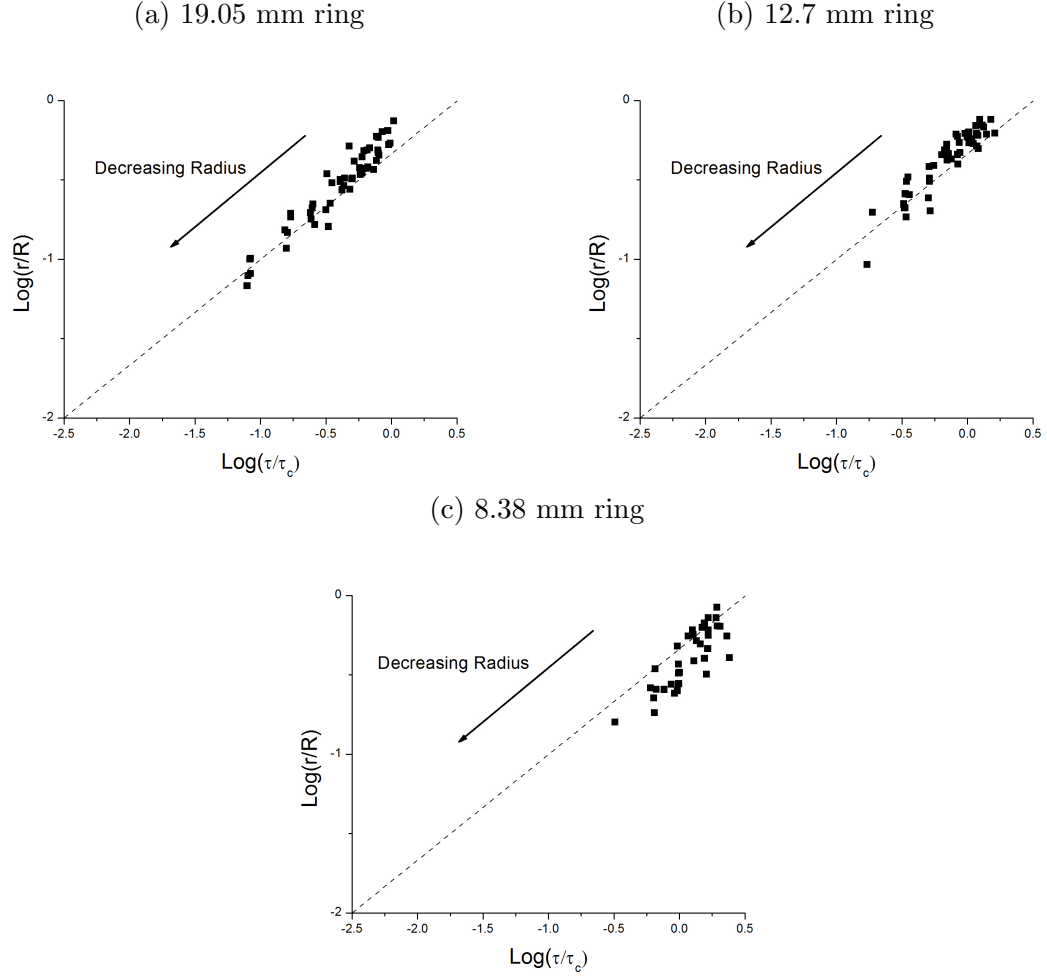 (a) 19.05 mm ring
0
Decreasing Radius
Log(r/R)
-1
-2
-2.5 -2.0 -1.5 -1.0 -0.5 0.0 0.5
Log(τ/τc)
(b) 12.7 mm ring
0
Decreasing Radius
Log(r/R)
-1
-2
-2.5 -2.0 -1.5 -1.0 -0.5 0.0 0.5
Log(τ/τc)
(c) 8.38 mm ring
0
Decreasing Radius
Log(r/R)
-1
-2
-2.5 -2.0 -1.5 -1.0 -0.5 0.0 0.5
Log(τ/τc)